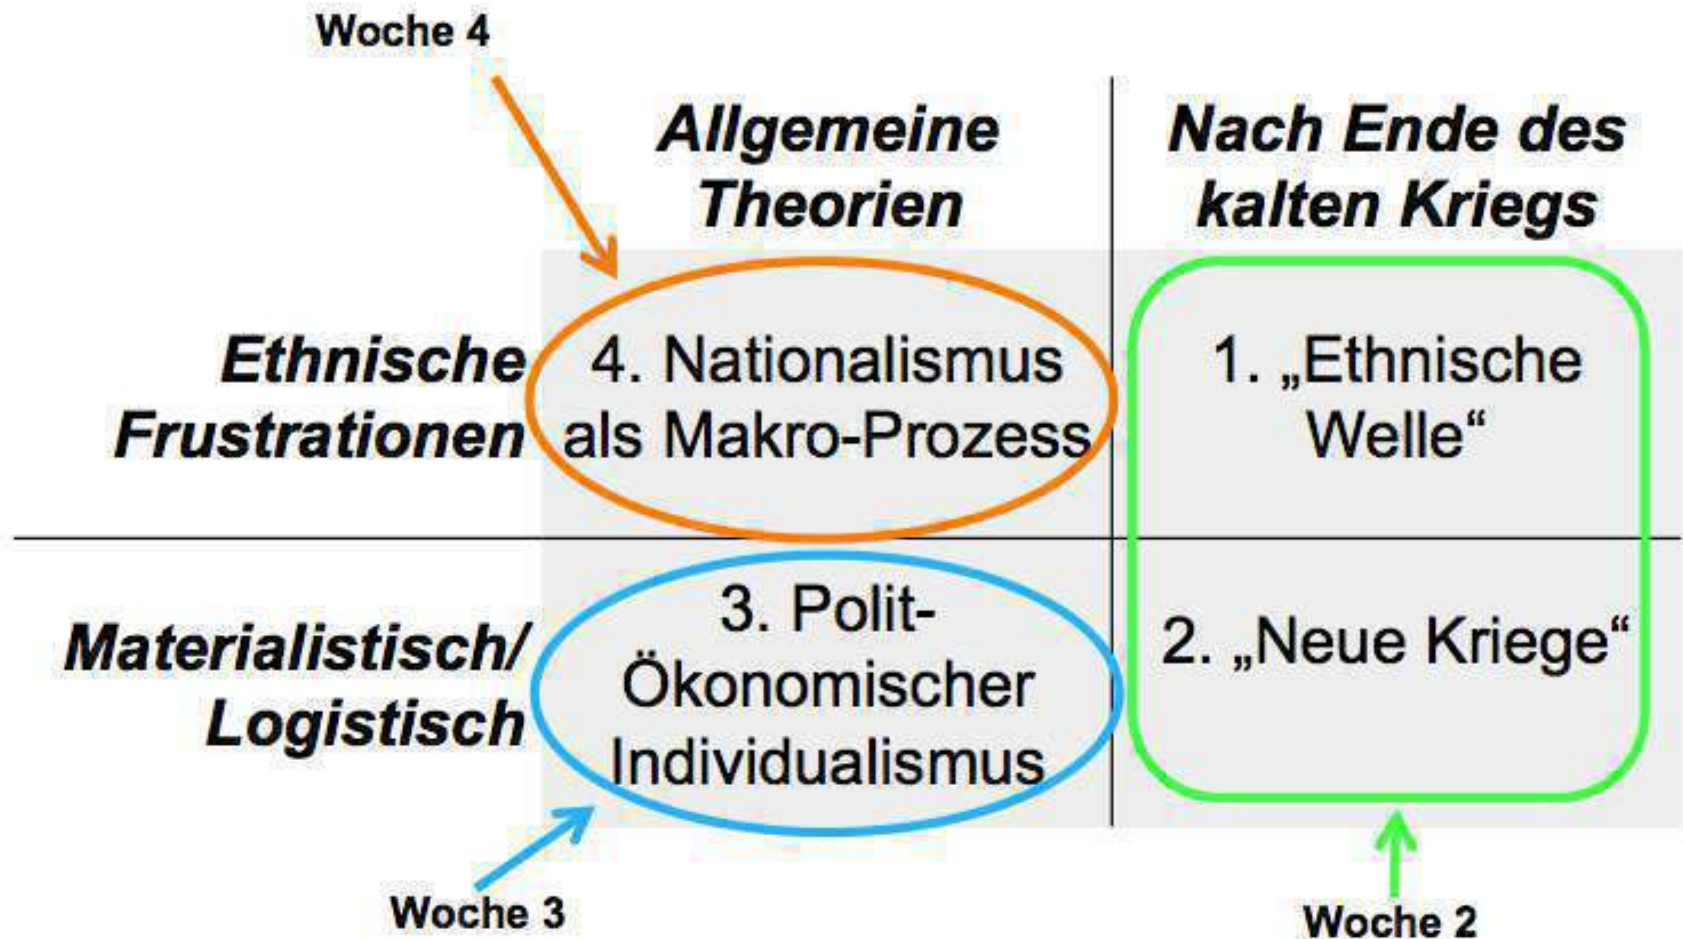 Woche 4
Allgemeine
Theorien
Nach Ende des
kalten Kriegs
Ethnische
Frustrationen
4. Nationalismus
als Makro-Prozess
1. „Ethnische
Welle“
Materialistisch/
Logistisch
3. Polit-
Ökonomischer
Individualismus
2. „Neue Kriege“
Woche 3
Woche 2